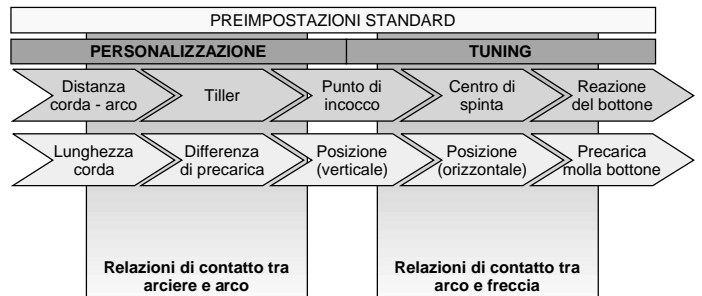 PREIMPOSTAZIONI STANDARD
PERSONALIZZAZIONE
TUNING
Distanza
corda - arco
Tiller
Punto di
incocco
Centro di
spinta
Reazione
del bottone
Lunghezza
corda
Differenza
di precarica
Posizione
(verticale)
Posizione
(orizzontale)
Precarica
molla bottone
Relazioni di contatto tra
arciere e arco
Relazioni di contatto tra
arco e freccia